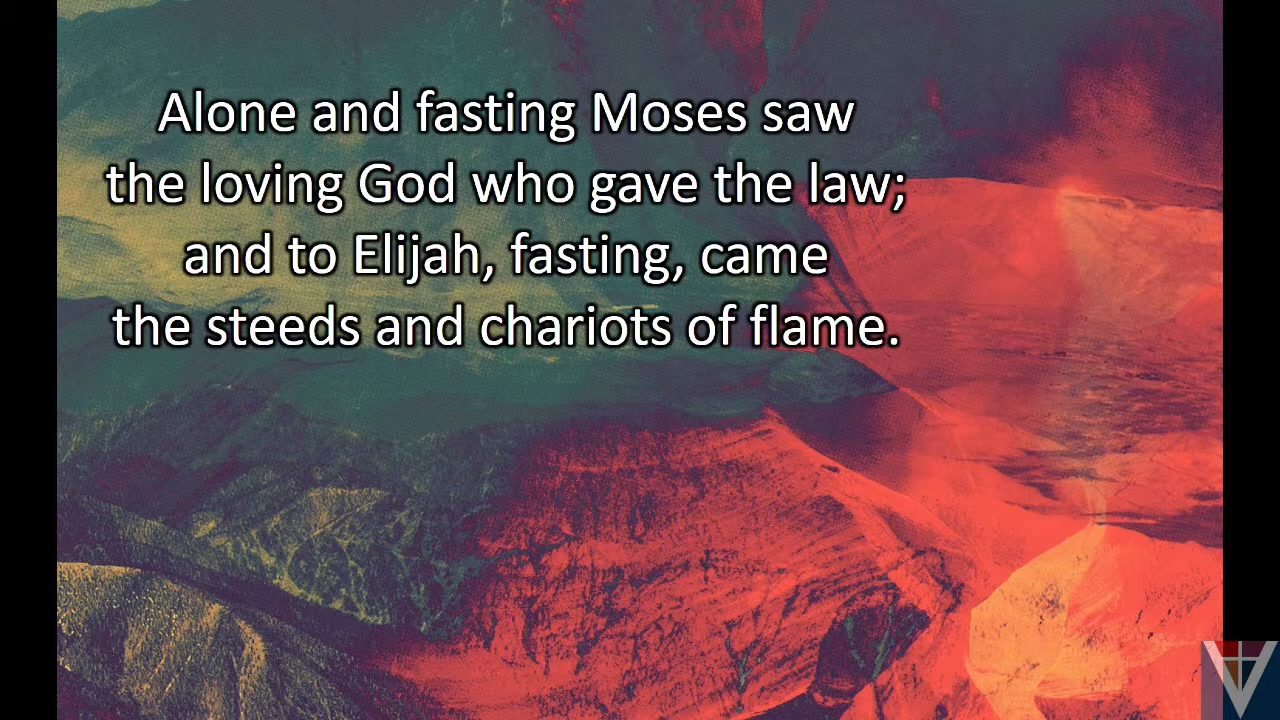 Alone and fasting Moses saw
the loving God who gave the law;
and to Elijah, fasting, came
the steeds and chariots of flame.